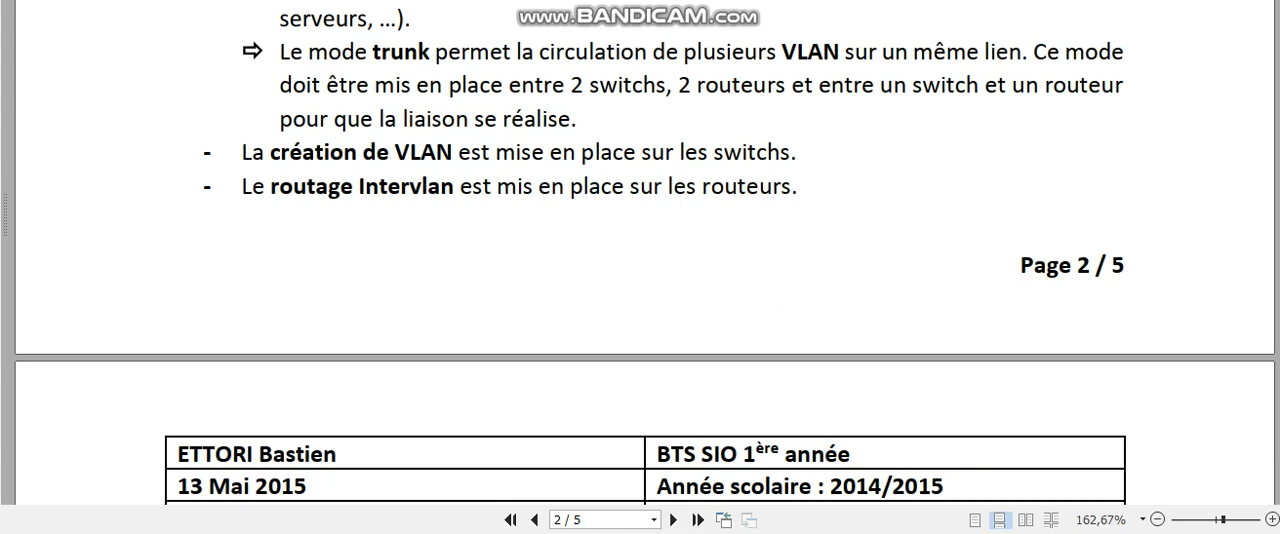 www.BANDICAM.com
serveurs, ...).
⇨ Le mode trunk permet la circulation de plusieurs VLAN sur un même lien. Ce mode
doit être mis en place entre 2 switchs, 2 routeurs et entre un switch et un routeur
pour que la liaison se réalise.
- La création de VLAN est mise en place sur les switchs.
- Le routage Intervlan est mis en place sur les routeurs.
Page 2 / 5
ETTORI Bastien BTS SIO 1ère année
13 Mai 2015 Année scolaire : 2014/2015
2 / 5 162,67%